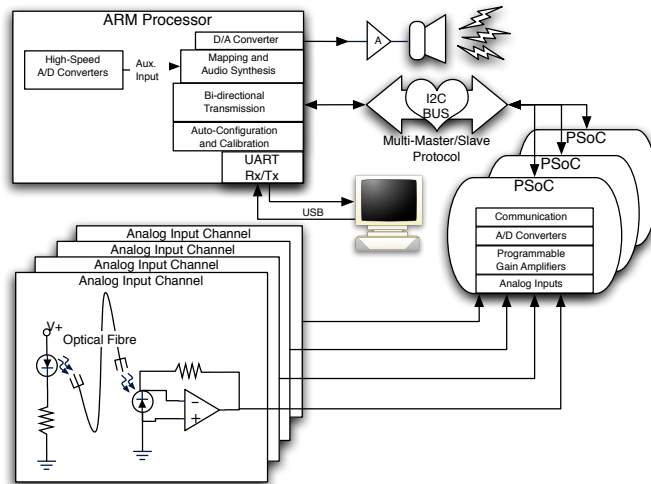 ARM Processor
D/A Converter
High-Speed
A/D Converters
Aux.
Input
Mapping and
Audio Synthesis
Bi-directional
Transmission
Auto-Configuration
and Calibration
UART
Rx/Tx
A
I2C
BUS
Multi-Master/Slave
Protocol
USB
PSoC
PSoC
PSoC
Communication
A/D Converters
Programmable
Gain Amplifiers
Analog Inputs
Analog Input Channel
Analog Input Channel
Analog Input Channel
Analog Input Channel
V+
Optical Fibre
−
+